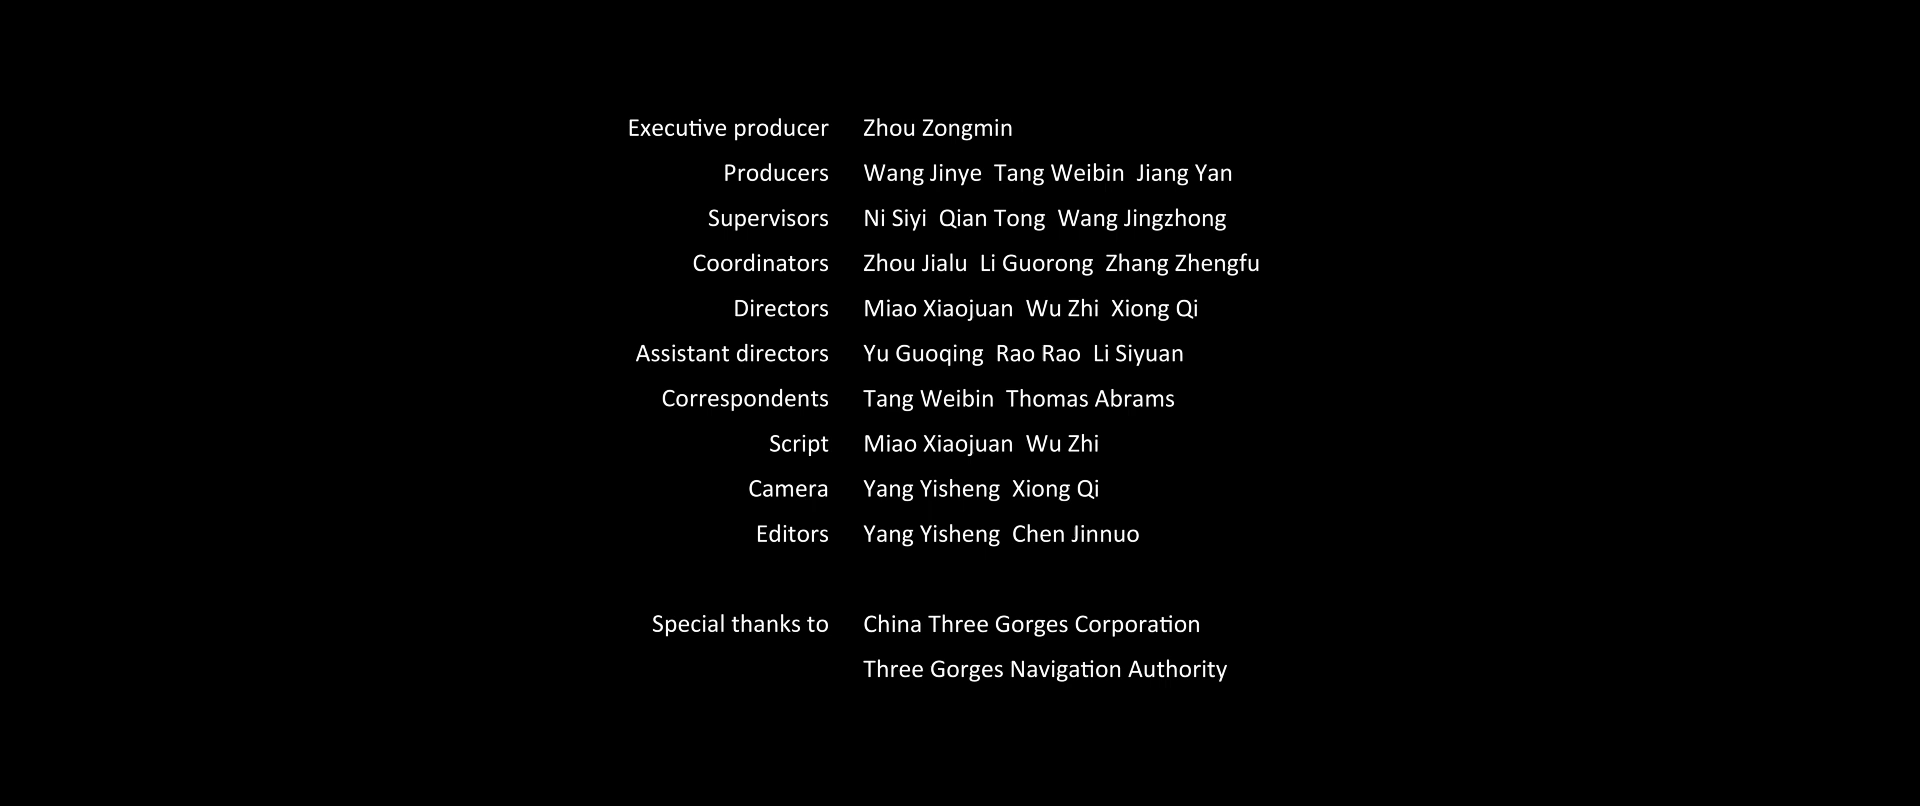 Executive producer Zhou Zongmin
Producers Wang Jinye Tang Weibin Jiang Yan
Supervisors Ni Siyi Qian Tong Wang Jingzhong
Coordinators Zhou Jialu Li Guorong Zhang Zhengfu
Directors Miao Xiaojuan Wu Zhi Xiong Qi
Assistant directors Yu Guoqing Rao Rao Li Siyuan
Correspondents Tang Weibin Thomas Abrams
Script Miao Xiaojuan Wu Zhi
Camera Yang Yisheng Xiong Qi
Editors Yang Yisheng Chen Jinnuo
Special thanks to China Three Gorges Corporation
Three Gorges Navigation Authority